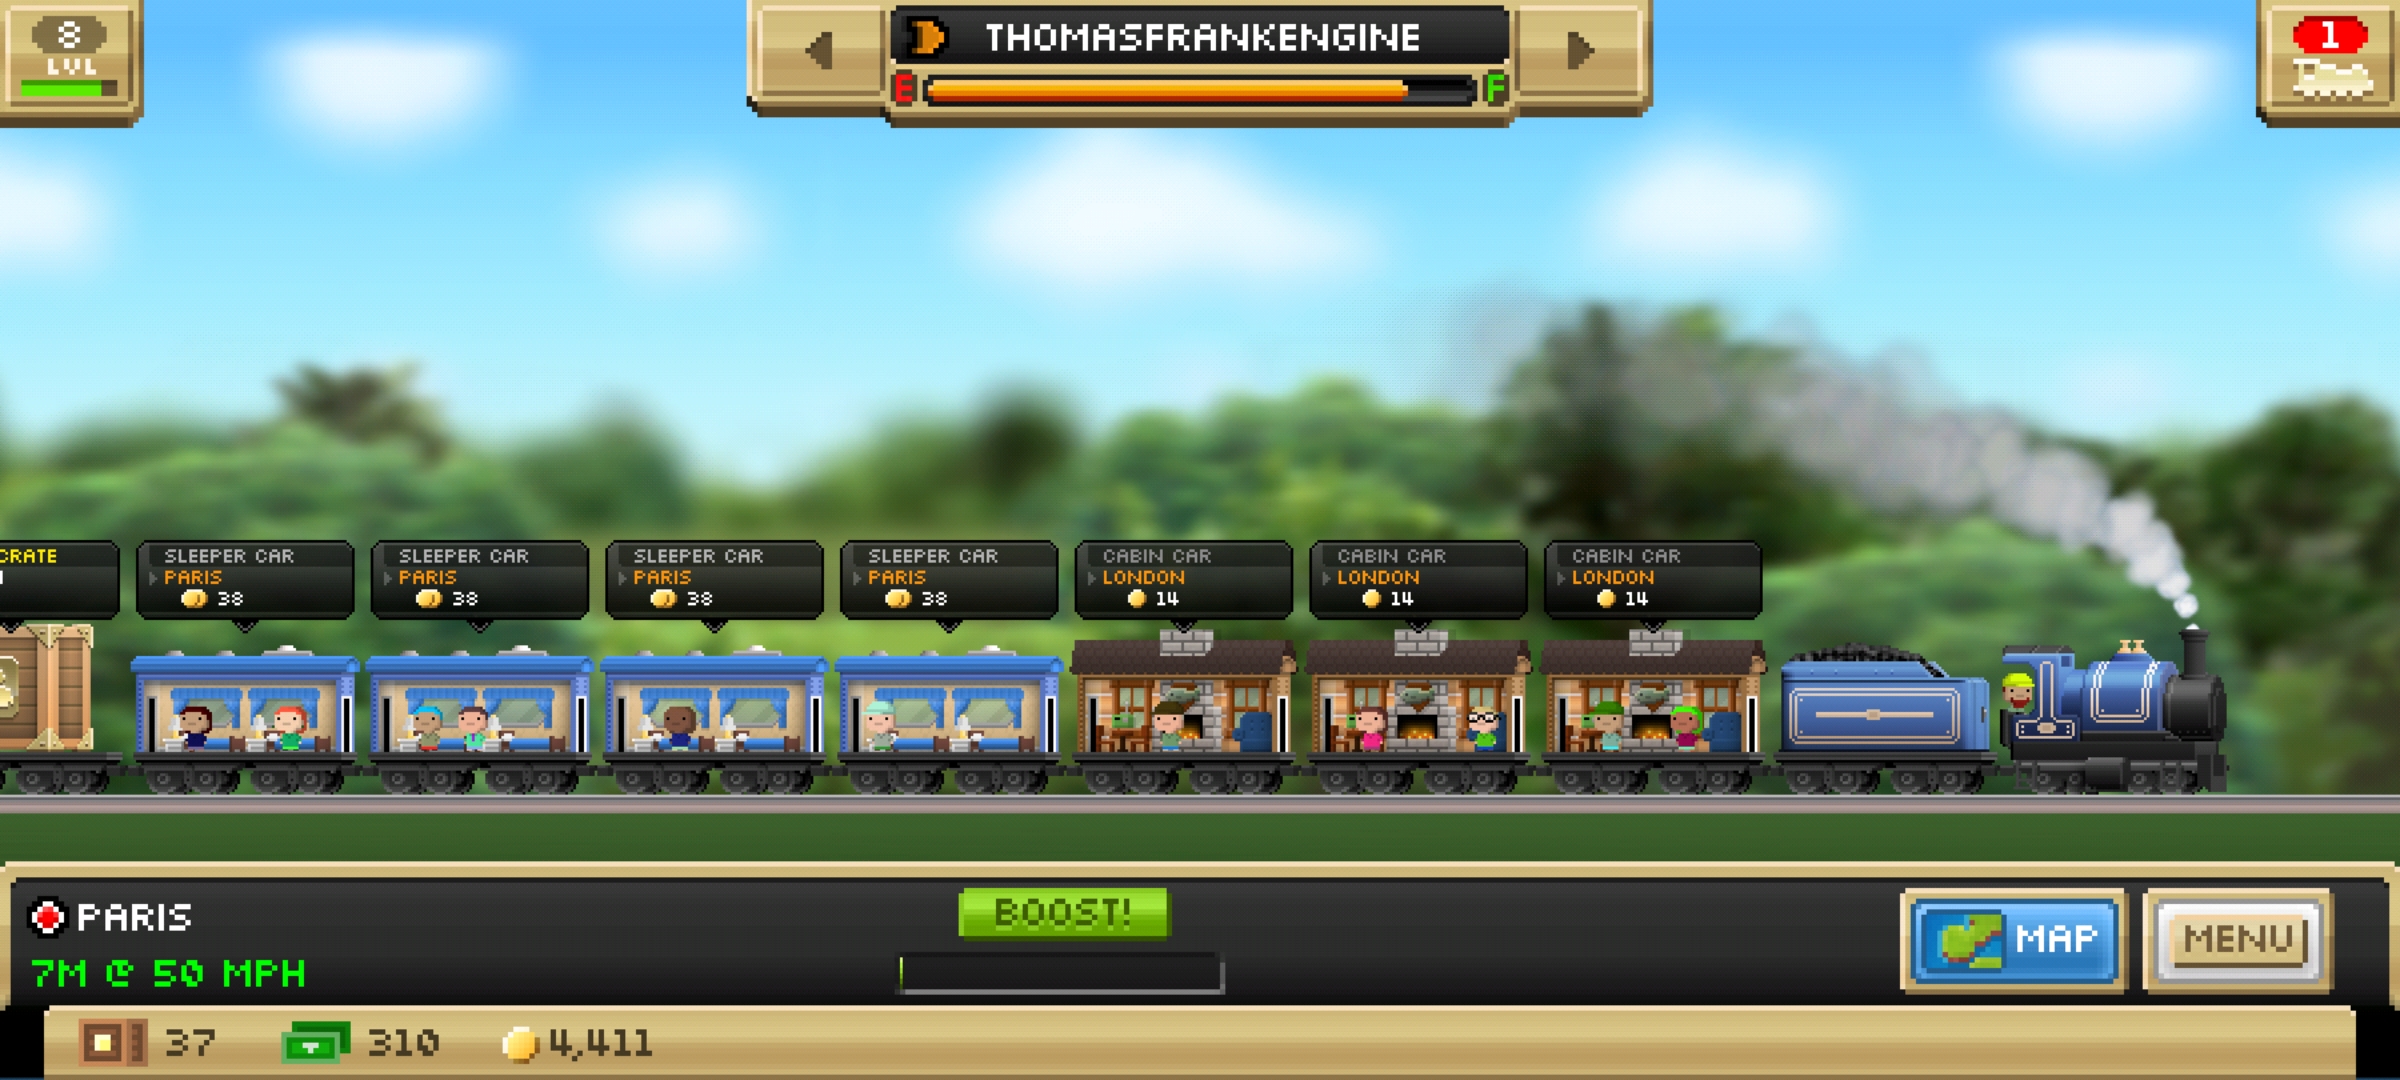 8
LVL
THOMASFRANKENGINE
E F
1
CRATE
SLEEPER CAR
PARIS
38
SLEEPER CAR
PARIS
38
SLEEPER CAR
PARIS
38
SLEEPER CAR
PARIS
38
CABIN CAR
LONDON
14
CABIN CAR
LONDON
14
CABIN CAR
LONDON
14
PARIS
7M @ 50 MPH
BOOST!
MAP
MENU
37
310
4,411